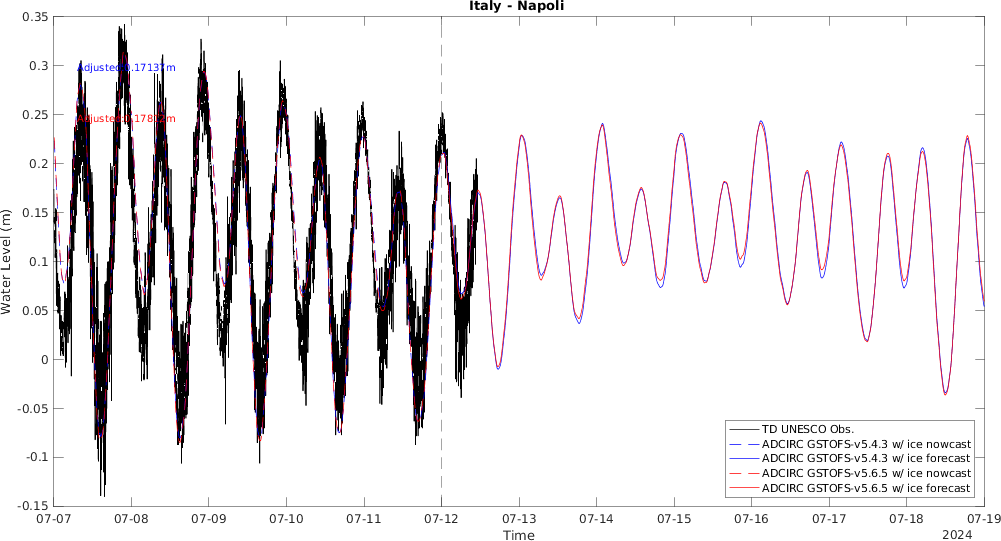 Italy - Napoli
0.35
0.3
0.25
0.2
0.15
0.1
0.05
0
-0.05
-0.1
-0.15
Water Level (m)
07-07 07-08 07-09 07-10 07-11 07-12 07-13 07-14 07-15 07-16 07-17 07-18 07-19
Time
2024
TD UNESCO Obs.
ADCIRC GSTOFS-v5.4.3 w/ ice nowcast
ADCIRC GSTOFS-v5.4.3 w/ ice forecast
ADCIRC GSTOFS-v5.6.5 w/ ice nowcast
ADCIRC GSTOFS-v5.6.5 w/ ice forecast